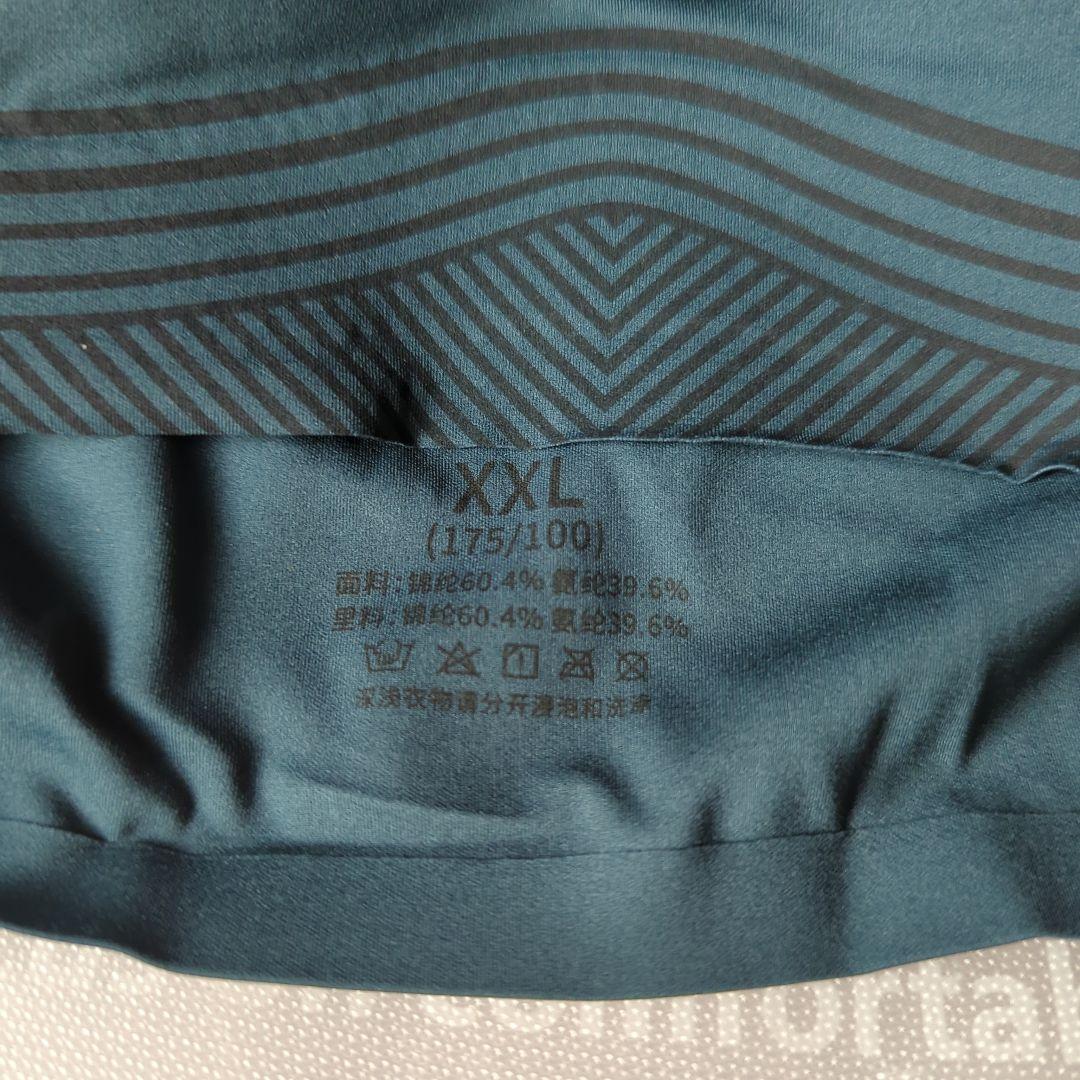 XXL
(175/100)
面料:锦纶60.4% 氨纶39.6%
里料:锦纶60.4% 氨纶39.6%
深浅衣物请分开浸泡和洗涤
comfortab